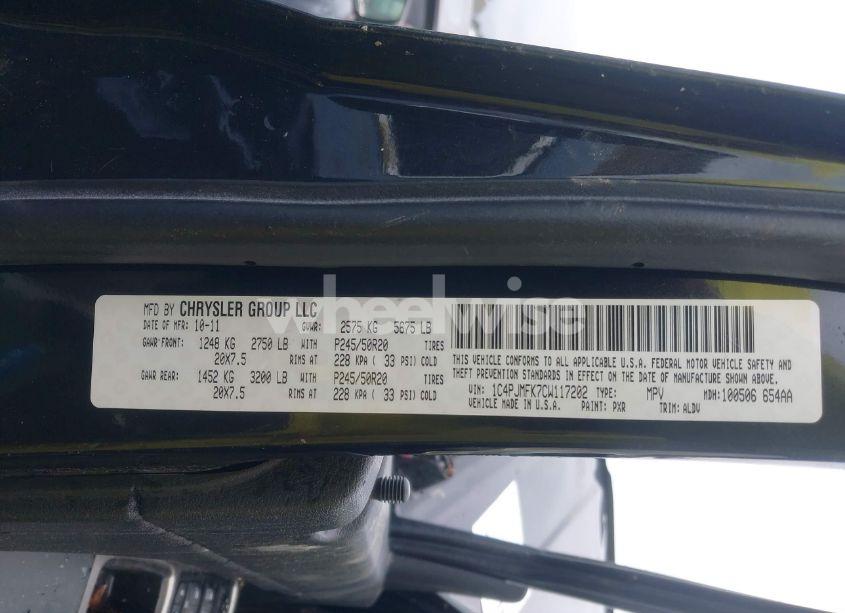 MFD BY CHRYSLER GROUP LLC
DATE OF MFR: 10-11 GVWR: 2575 KG 5675 LB
GAWR FRONT: 1248 KG 2750 LB WITH P245/50R20 TIRES
20X7.5 RIMS AT 228 KPA ( 33 PSI) COLD
GAWR REAR: 1452 KG 3200 LB WITH P245/50R20 TIRES
20X7.5 RIMS AT 228 KPA ( 33 PSI) COLD
THIS VEHICLE CONFORMS TO ALL APPLICABLE U.S.A. FEDERAL MOTOR VEHICLE SAFETY AND
THEFT PREVENTION STANDARDS IN EFFECT ON THE DATE OF MANUFACTURE SHOWN ABOVE.
VIN: 1C4PJMFK7CW117202 TYPE: MPV MDH: 100506 654AA
VEHICLE MADE IN U.S.A. PAINT: PXR TRIM: ALDV
wheelwise